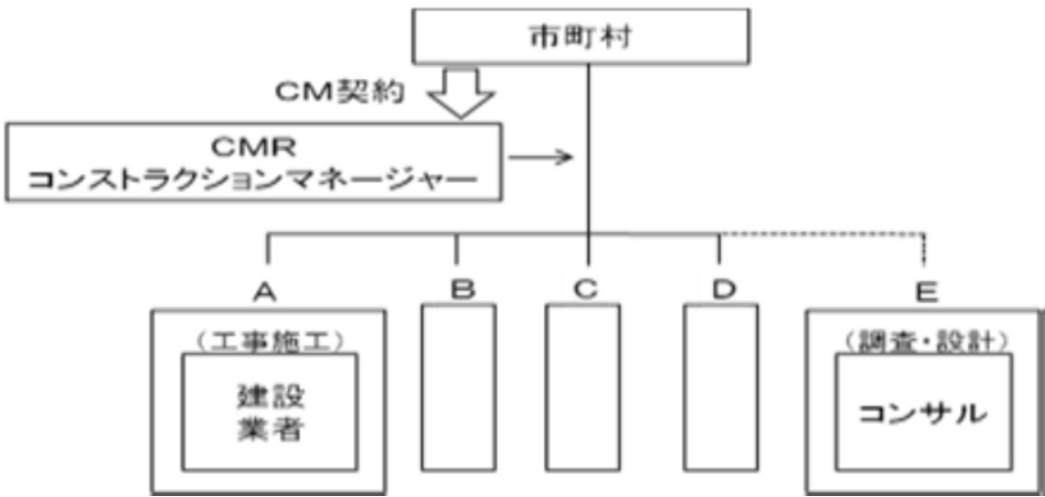 市町村
CM契約
CMR
コンストラクションマネージャー
A
B
C
D
E
(工事施工)
建設
業者
(調査・設計)
コンサル